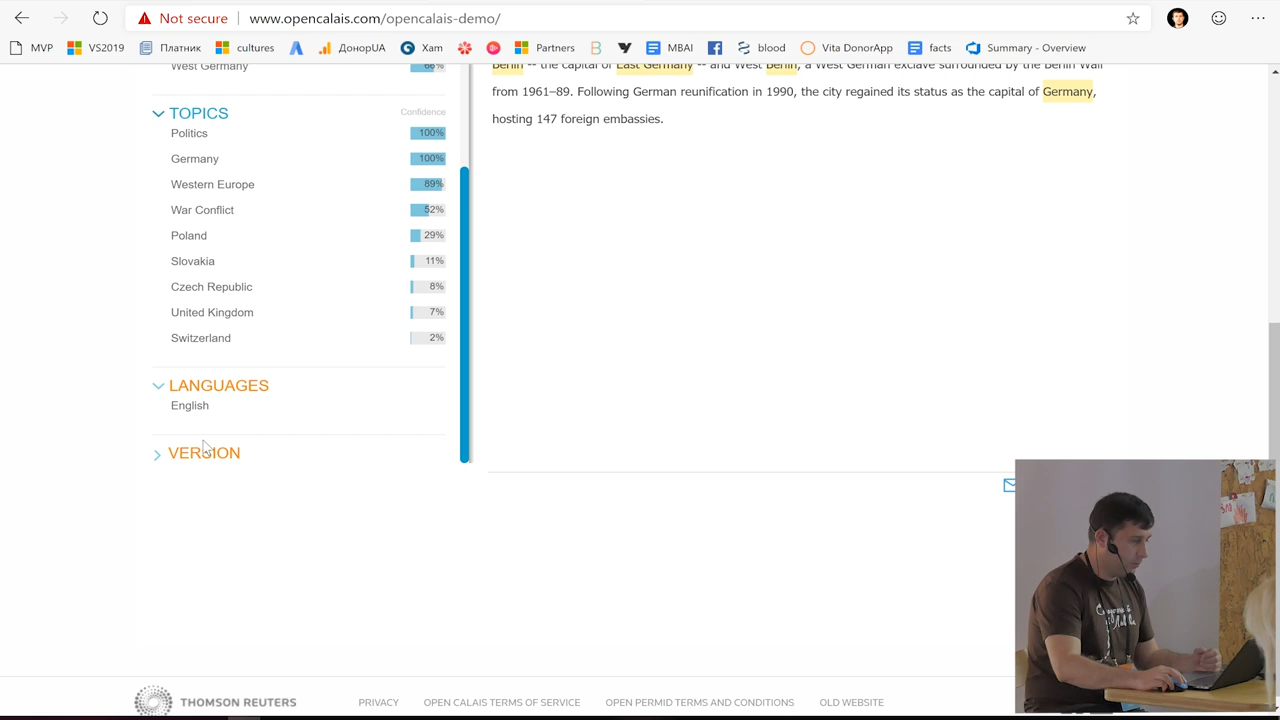 Not secure www.opencalais.com/opencalais-demo/
MVP VS2019 Платник cultures ДонорUA Хат Partners MBAI blood Vita DonorApp facts Summary - Overview
West Germany 66%
Berlin -- the capital of East Germany -- and West Berlin, a West German exclave surrounded by the Berlin Wall
from 1961–89. Following German reunification in 1990, the city regained its status as the capital of Germany,
hosting 147 foreign embassies.
TOPICS Confidence
Politics 100%
Germany 100%
Western Europe 89%
War Conflict 52%
Poland 29%
Slovakia 11%
Czech Republic 8%
United Kingdom 7%
Switzerland 2%
LANGUAGES
English
VERSION
THOMSON REUTERS PRIVACY OPEN CALAIS TERMS OF SERVICE OPEN PERMID TERMS AND CONDITIONS OLD WEBSITE